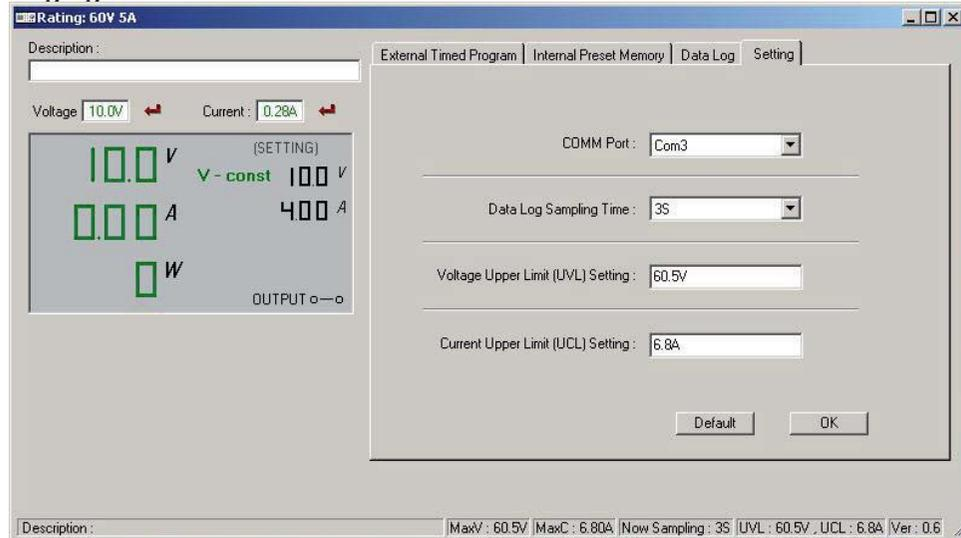 Rating: 60V 5A
Description :
Voltage 10.0V Current : 0.28A
10.0 V
(SETTING)
V - const 10.0 V
0.00 A
4.00 A
0 W
OUTPUT
External Timed Program Internal Preset Memory Data Log Setting
COMM Port : Com3
Data Log Sampling Time : 3S
Voltage Upper Limit (UVL) Setting : 60.5V
Current Upper Limit (UCL) Setting : 6.8A
Default OK
Description : MaxV : 60.5V MaxC : 6.80A Now Sampling : 3S UVL : 60.5V , UCL : 6.8A Ver : 0.6